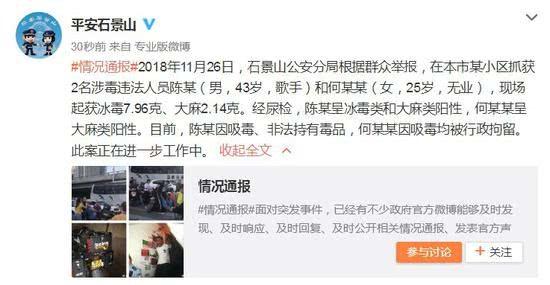 平安石景山
30秒前 来自 专业版微博
#情况通报#2018年11月26日，石景山公安分局根据群众举报，在本市某小区抓获
2名涉毒违法人员陈某（男，43岁，歌手）和何某某（女，25岁，无业），现场
起获冰毒7.96克、大麻2.14克。经尿检，陈某呈冰毒类和大麻类阳性，何某某呈
大麻类阳性。目前，陈某因吸毒、非法持有毒品，何某某因吸毒均被行政拘留。
此案正在进一步工作中。 收起全文
情况通报
#情况通报#面对突发事件，已经有不少政府官方微博能够及时发
现、及时响应、及时回复、及时公开相关情况通报、发表官方声
参与讨论 +关注